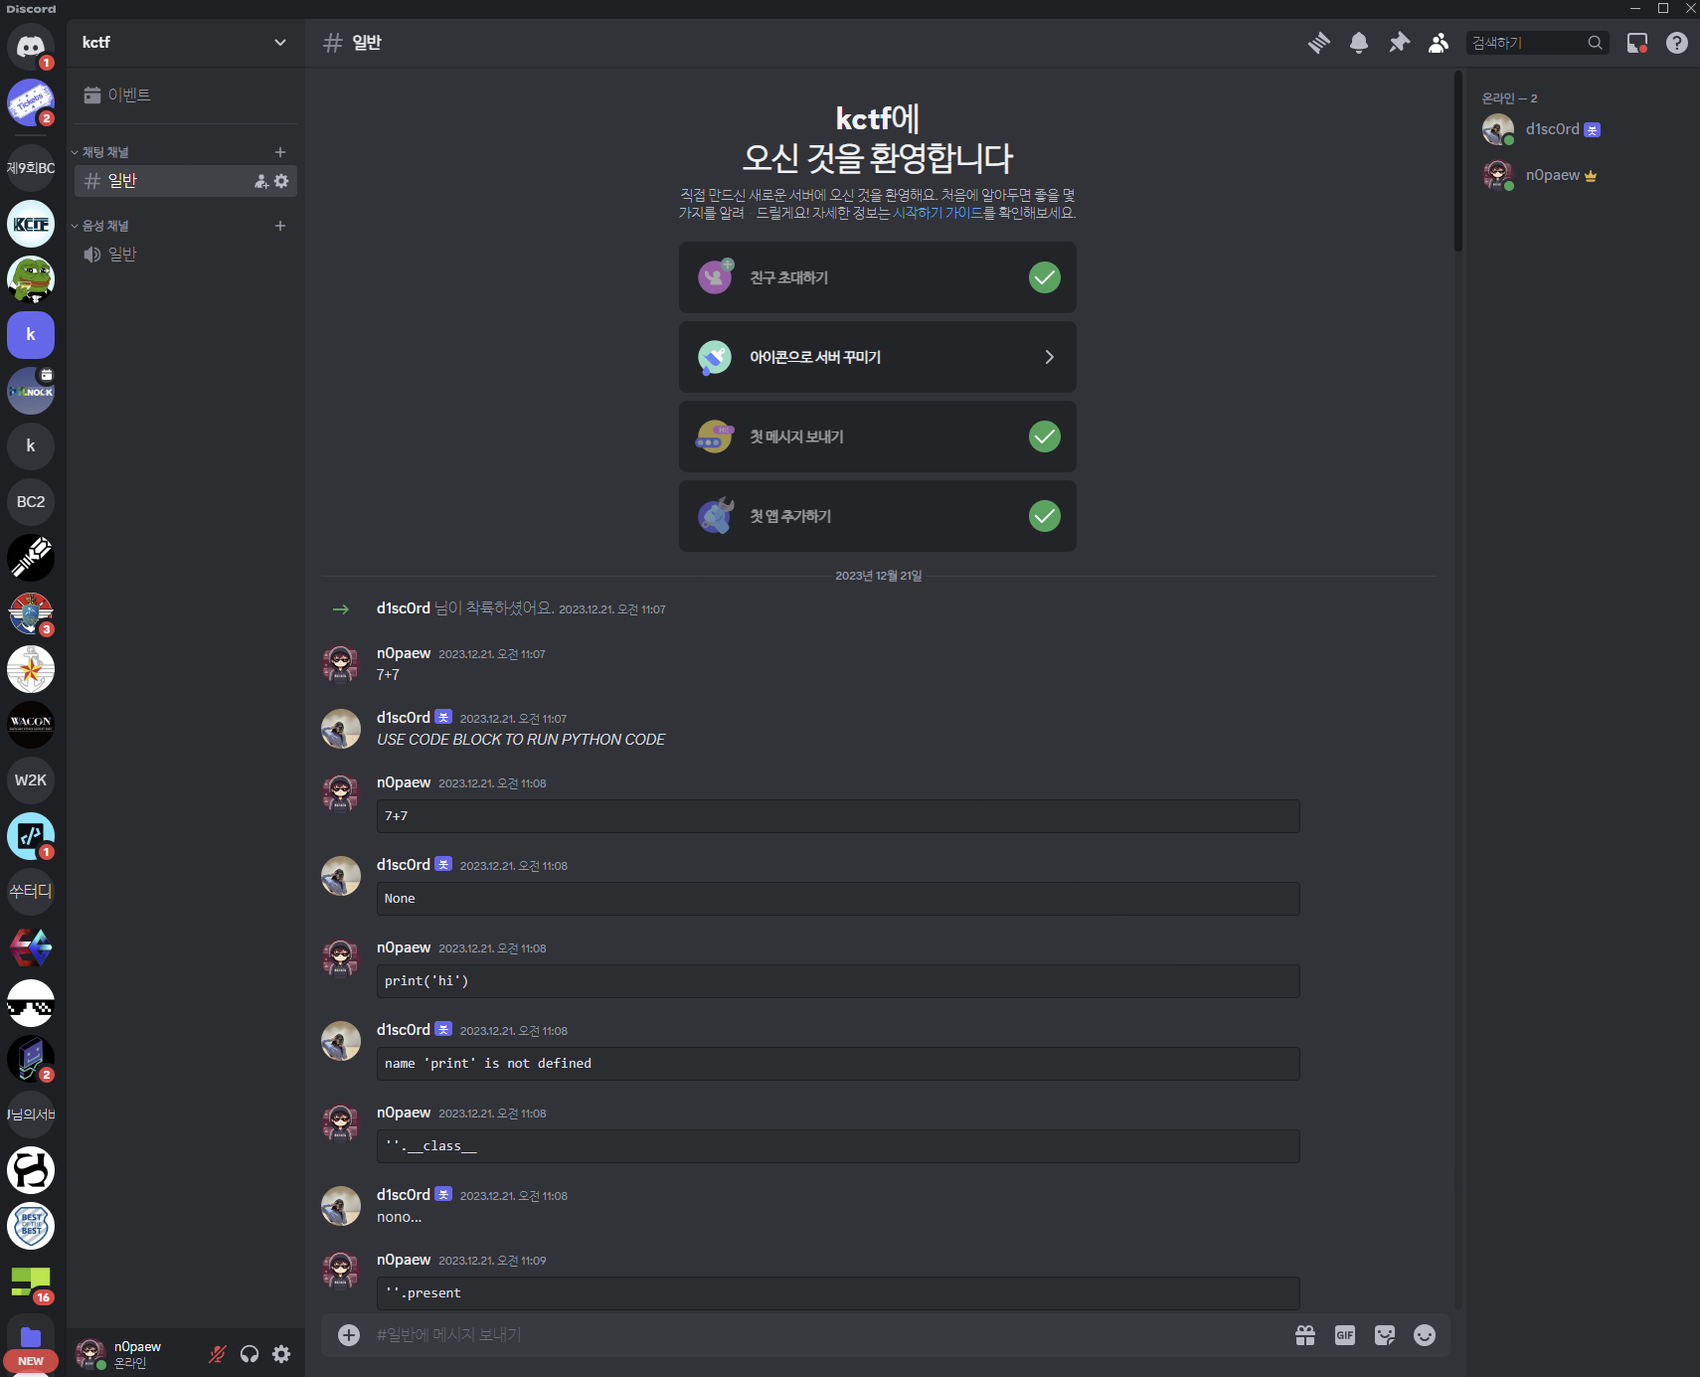 Discord
1
Tickets
2
제9회BC
KCTF
k
KNOCK
k
BC2
3
WACON
W2K
1
쑤터디
2
BEST
OF THE
BEST
16
NEW
kctf
이벤트
채팅 채널
일반
음성 채널
일반
n0paew
온라인
# 일반
검색하기
kctf에
오신 것을 환영합니다
직접 만드신 새로운 서버에 오신 것을 환영해요. 처음에 알아두면 좋을 몇
가지를 알려 드릴게요! 자세한 정보는 시작하기 가이드를 확인해보세요.
친구 초대하기
아이콘으로 서버 꾸미기
첫 메시지 보내기
첫 앱 추가하기
2023년 12월 21일
d1sc0rd 님이 착륙하셨어요. 2023.12.21. 오전 11:07
n0paew 2023.12.21. 오전 11:07
7+7
d1sc0rd 봇 2023.12.21. 오전 11:07
USE CODE BLOCK TO RUN PYTHON CODE
n0paew 2023.12.21. 오전 11:08
7+7
d1sc0rd 봇 2023.12.21. 오전 11:08
None
n0paew 2023.12.21. 오전 11:08
print('hi')
d1sc0rd 봇 2023.12.21. 오전 11:08
name 'print' is not defined
n0paew 2023.12.21. 오전 11:08
''.__class__
d1sc0rd 봇 2023.12.21. 오전 11:08
nono...
n0paew 2023.12.21. 오전 11:09
''.present
#일반에 메시지 보내기
GIF
온라인 — 2
d1sc0rd 봇
n0paew